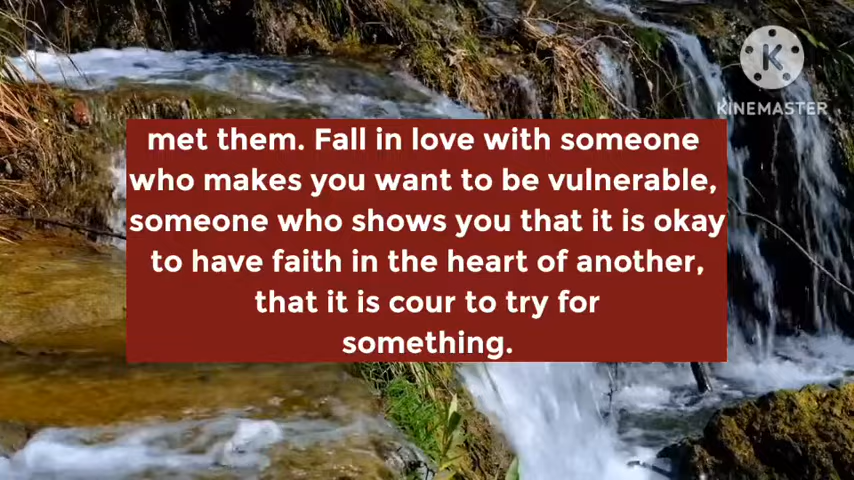 K
KINEMASTER
met them. Fall in love with someone
who makes you want to be vulnerable,
someone who shows you that it is okay
to have faith in the heart of another,
that it is cour to try for
something.